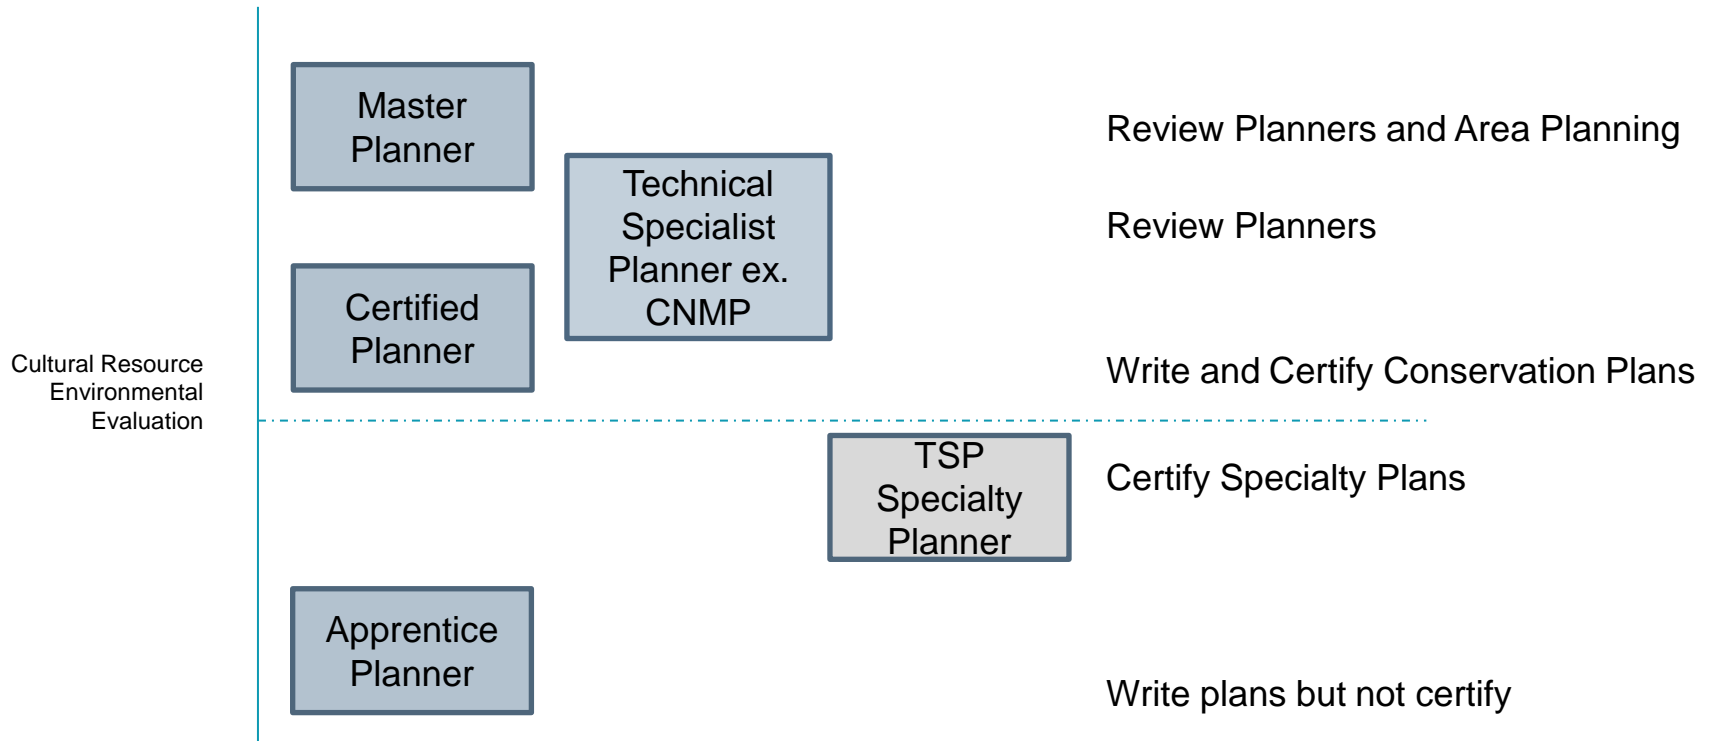 Master
Planner
Review Planners and Area Planning
Technical
Specialist
Planner ex.
CNMP
Review Planners
Certified
Planner
Cultural Resource
Environmental
Evaluation
Write and Certify Conservation Plans
TSP
Specialty
Planner
Certify Specialty Plans
Apprentice
Planner
Write plans but not certify